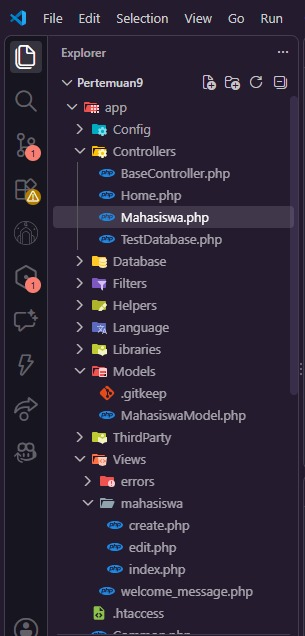 File Edit Selection View Go Run
Explorer
Pertemuan9
app
Config
Controllers
BaseController.php
Home.php
Mahasiswa.php
TestDatabase.php
Database
Filters
Helpers
Language
Libraries
Models
.gitkeep
MahasiswaModel.php
ThirdParty
Views
errors
mahasiswa
create.php
edit.php
index.php
welcome_message.php
.htaccess
Common.php
1
1